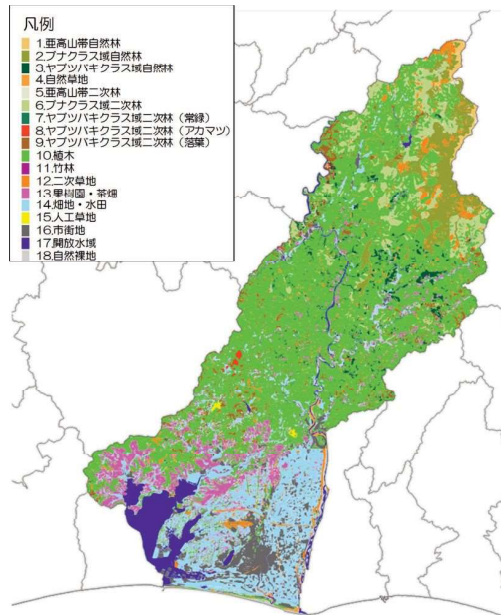 凡例
1.亜高山帯自然林
2.ブナクラス域自然林
3.ヤブツバキクラス域自然林
4.自然草地
5.亜高山帯二次林
6.ブナクラス域二次林
7.ヤブツバキクラス域二次林（常緑）
8.ヤブツバキクラス域二次林（アカマツ）
9.ヤブツバキクラス域二次林（落葉）
10.植木
11.竹林
12.二次草地
13.果樹園・茶畑
14.畑地・水田
15.人工草地
16.市街地
17.開放水域
18.自然裸地